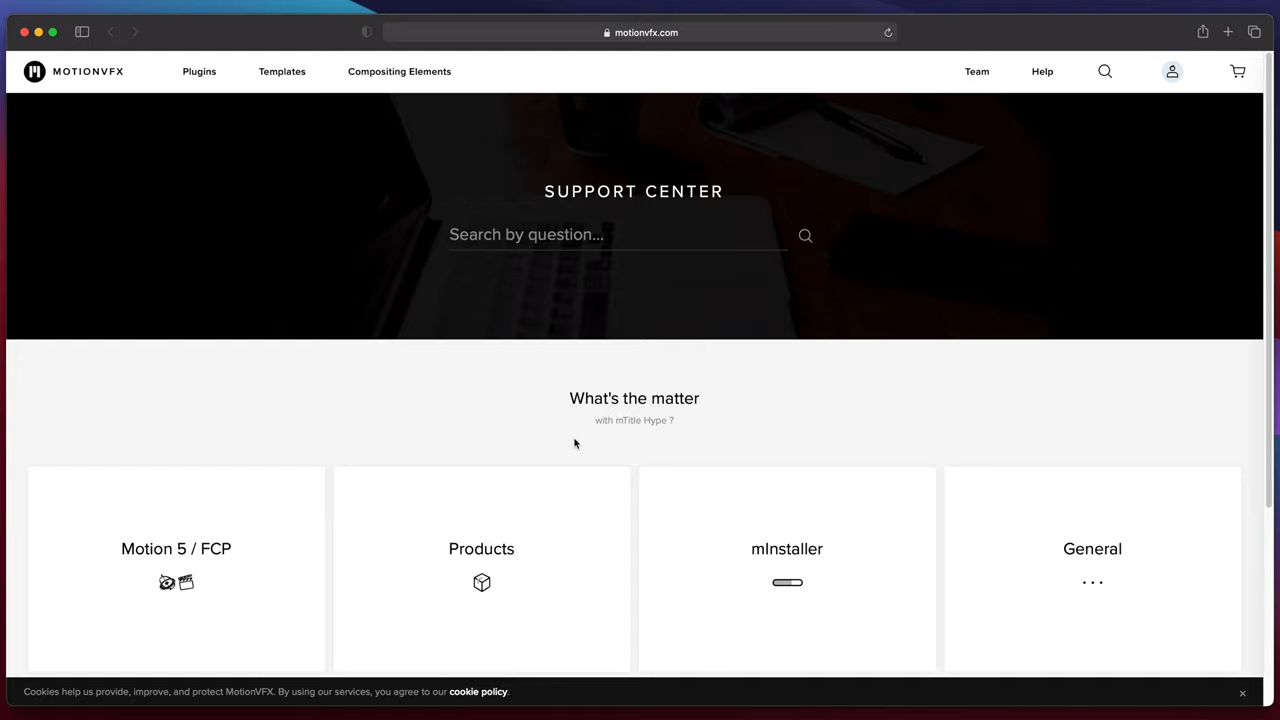 motionvfx.com
MOTIONVFX
Plugins
Templates
Compositing Elements
Team
Help
SUPPORT CENTER
Search by question...
What's the matter
with mTitle Hype ?
Motion 5 / FCP
Products
mInstaller
General
Cookies help us provide, improve, and protect MotionVFX. By using our services, you agree to our cookie policy.